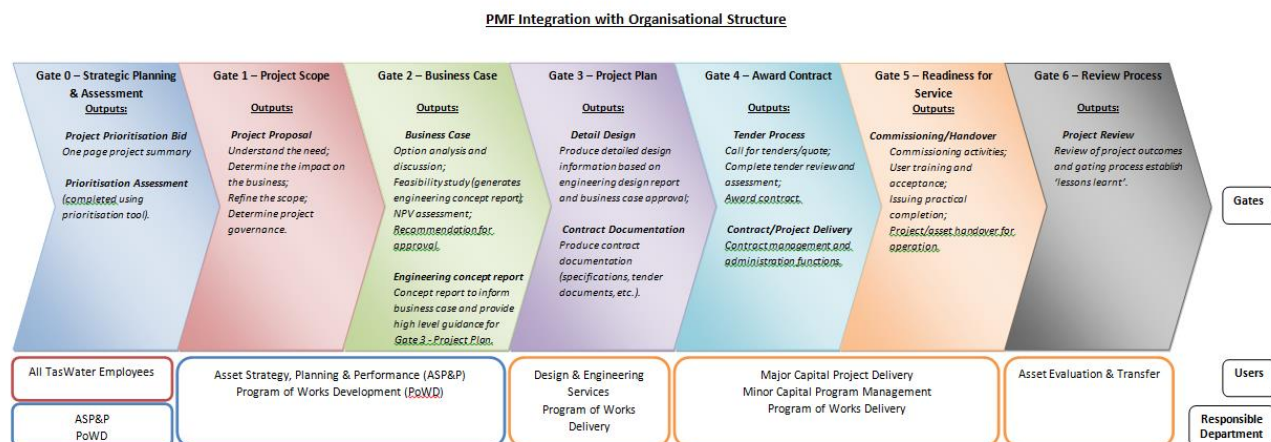 PMF Integration with Organisational Structure
Gate 0 – Strategic Planning
& Assessment
Outputs:
Project Prioritisation Bid
One page project summary
Prioritisation Assessment
(completed using
prioritisation tool).
Gate 1 – Project Scope
Outputs:
Project Proposal
Understand the need;
Determine the impact on
the business;
Refine the scope;
Determine project
governance.
Gate 2 – Business Case
Outputs:
Business Case
Option analysis and
discussion;
Feasibility study (generates
engineering concept report);
NPV assessment;
Recommendation for
approval.
Engineering concept report
Concept report to inform
business case and provide
high level guidance for
Gate 3 - Project Plan.
Gate 3 – Project Plan
Outputs:
Detail Design
Produce detailed design
information based on
engineering design report
and business case approval;
Contract Documentation
Produce contract
documentation
(specifications, tender
documents, etc.).
Gate 4 – Award Contract
Outputs:
Tender Process
Call for tenders/quote;
Complete tender review and
assessment;
Award contract.
Contract/Project Delivery
Contract management and
administration functions.
Gate 5 – Readiness for
Service
Outputs:
Commissioning/Handover
Commissioning activities;
User training and
acceptance;
Issuing practical
completion;
Project/asset handover for
operation.
Gate 6 – Review Process
Outputs:
Project Review
Review of project outcomes
and gating process establish
‘lessons learnt’.
Gates
All TasWater Employees
ASP&P
PoWD
Asset Strategy, Planning & Performance (ASP&P)
Program of Works Development (PoWD)
Design & Engineering
Services
Program of Works
Delivery
Major Capital Project Delivery
Minor Capital Program Management
Program of Works Delivery
Asset Evaluation & Transfer
Users
Responsible
Department